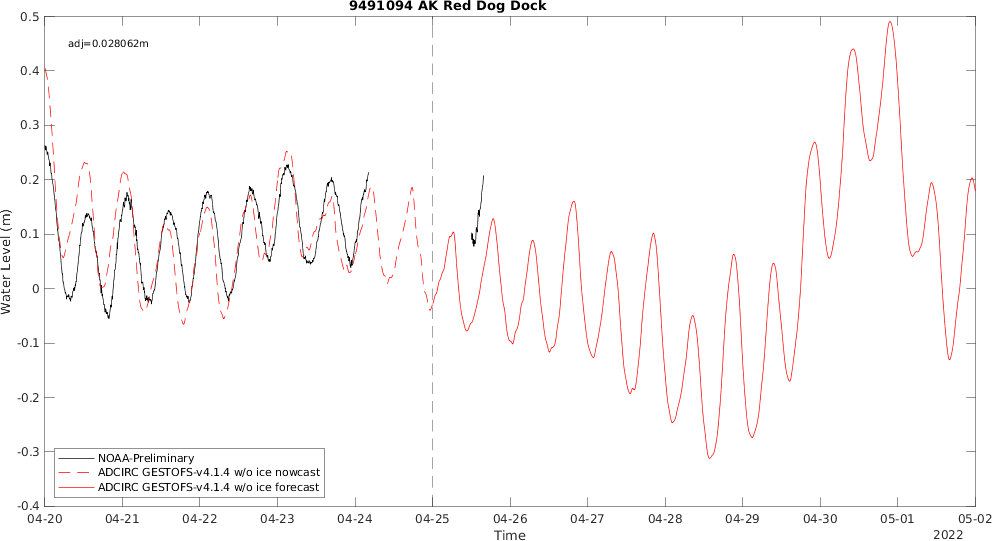 9491094 AK Red Dog Dock
adj=0.028062m
0.5
0.4
0.3
0.2
0.1
0
-0.1
-0.2
-0.3
-0.4
Water Level (m)
NOAA-Preliminary
ADCIRC GESTOFS-v4.1.4 w/o ice nowcast
ADCIRC GESTOFS-v4.1.4 w/o ice forecast
04-20 04-21 04-22 04-23 04-24 04-25 04-26 04-27 04-28 04-29 04-30 05-01 05-02
Time
2022